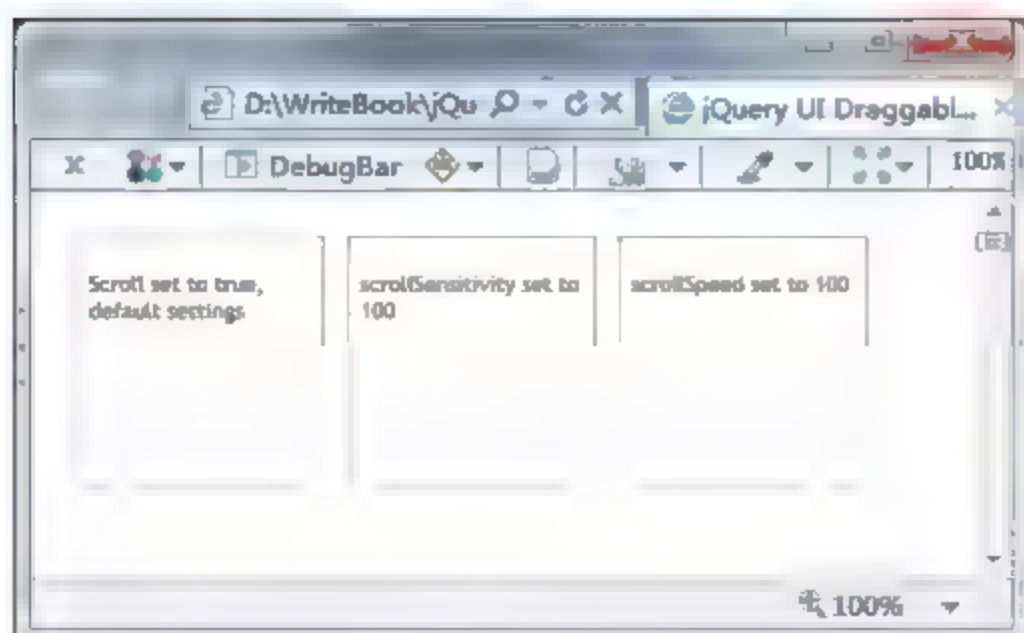 D:\WriteBook\jQu
jQuery UI Draggabl...
DebugBar
100%
Scroll set to true,
default settings
scrollSensitivity set to
100
scrollSpeed set to 100
100%